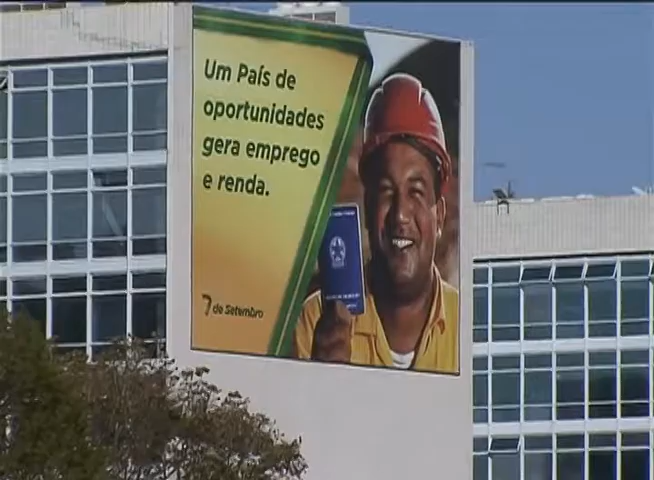 Um País de
oportunidades
gera emprego
e renda.
7 de Setembro